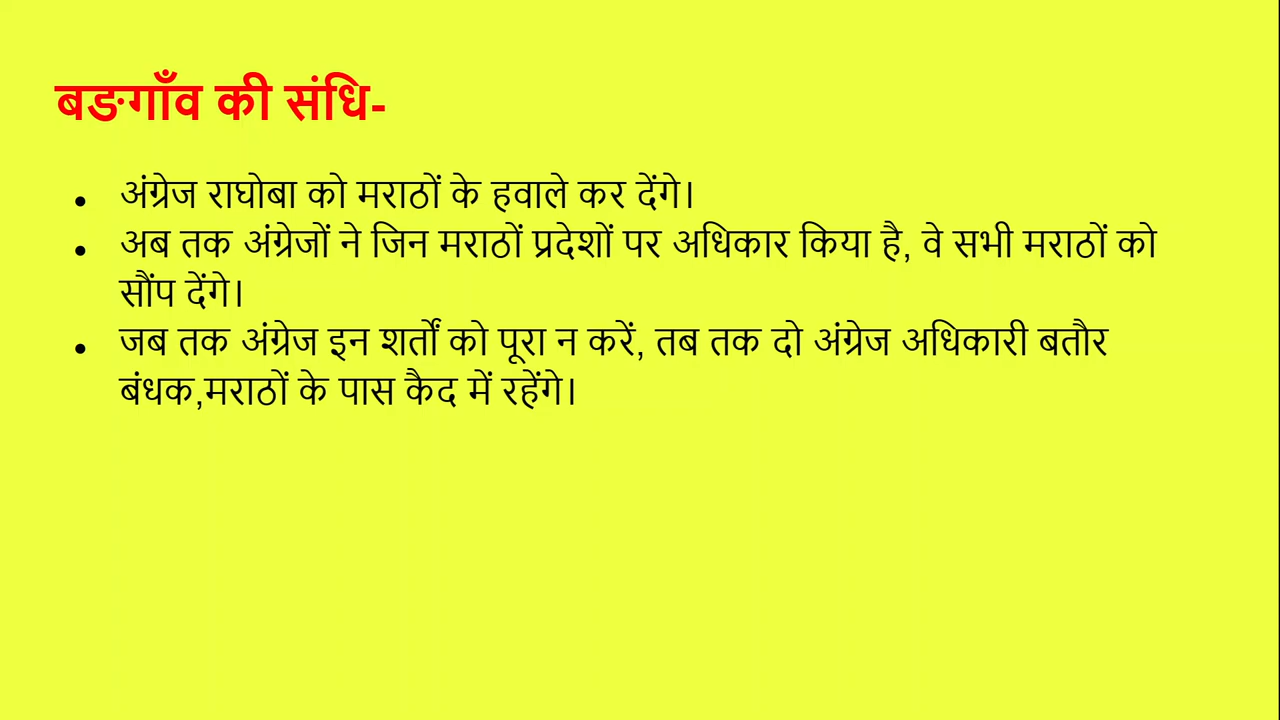 बङगाँव की संधि-
• अंग्रेज राघोबा को मराठों के हवाले कर देंगे।
• अब तक अंग्रेजों ने जिन मराठों प्रदेशों पर अधिकार किया है, वे सभी मराठों को
सौंप देंगे।
• जब तक अंग्रेज इन शर्तों को पूरा न करें, तब तक दो अंग्रेज अधिकारी बतौर
बंधक,मराठों के पास कैद में रहेंगे।